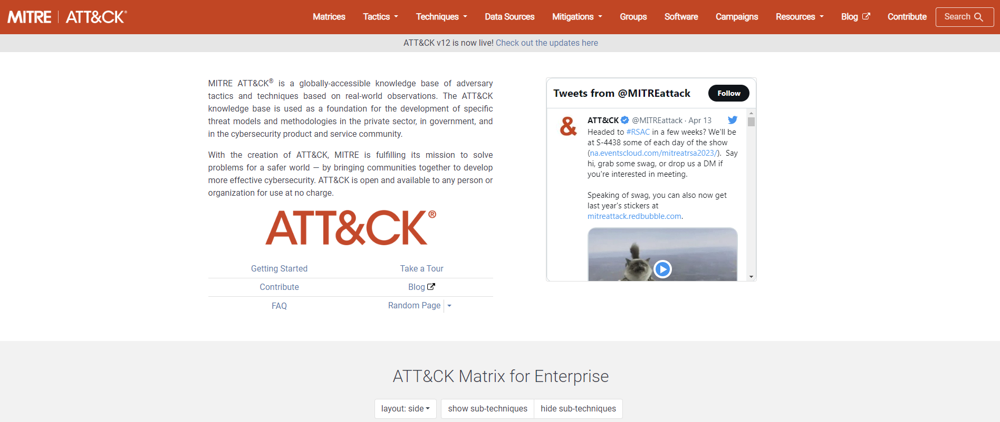 MITRE | ATT&CK®
Matrices Tactics Techniques Data Sources Mitigations Groups Software Campaigns Resources Blog Contribute Search
ATT&CK v12 is now live! Check out the updates here
MITRE ATT&CK® is a globally-accessible knowledge base of adversary
tactics and techniques based on real-world observations. The ATT&CK
knowledge base is used as a foundation for the development of specific
threat models and methodologies in the private sector, in government, and
in the cybersecurity product and service community.
With the creation of ATT&CK, MITRE is fulfilling its mission to solve
problems for a safer world — by bringing communities together to develop
more effective cybersecurity. ATT&CK is open and available to any person or
organization for use at no charge.
ATT&CK®
Getting Started Take a Tour
Contribute Blog
FAQ Random Page
Tweets from @MITREattack Follow
&
ATT&CK @MITREattack · Apr 13
Headed to #RSAC in a few weeks? We'll be
at S-4438 some of each day of the show
(na.eventscloud.com/mitreatrsa2023/). Say
hi, grab some swag, or drop us a DM if
you're interested in meeting.
Speaking of swag, you can also now get
last year's stickers at
mitreattack.redbubble.com.
ATT&CK Matrix for Enterprise
layout: side show sub-techniques hide sub-techniques